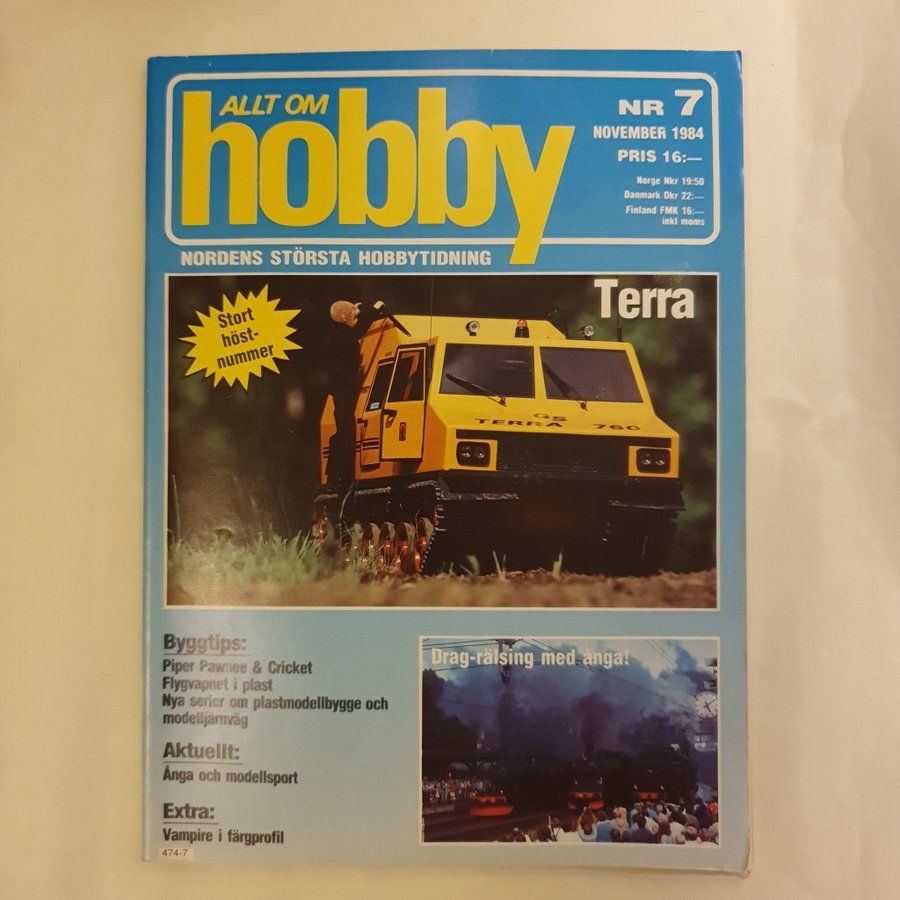 ALLT OM
hobby
NR 7
NOVEMBER 1984
PRIS 16:—
Norge Nkr 19:50
Danmark Dkr 22:—
Finland FMK 16:—
inkl moms
NORDENS STÖRSTA HOBBYTIDNING
Terra
Stort
höst-
nummer
GS
TERRA 760
Byggtips:
Piper Pawnee & Cricket
Flygvapnet i plast
Nya serier om plastmodellbygge och
modelljärnväg
Aktuellt:
Ånga och modellsport
Extra:
Vampire i färgprofil
474-7
Drag-rälsing med ånga!